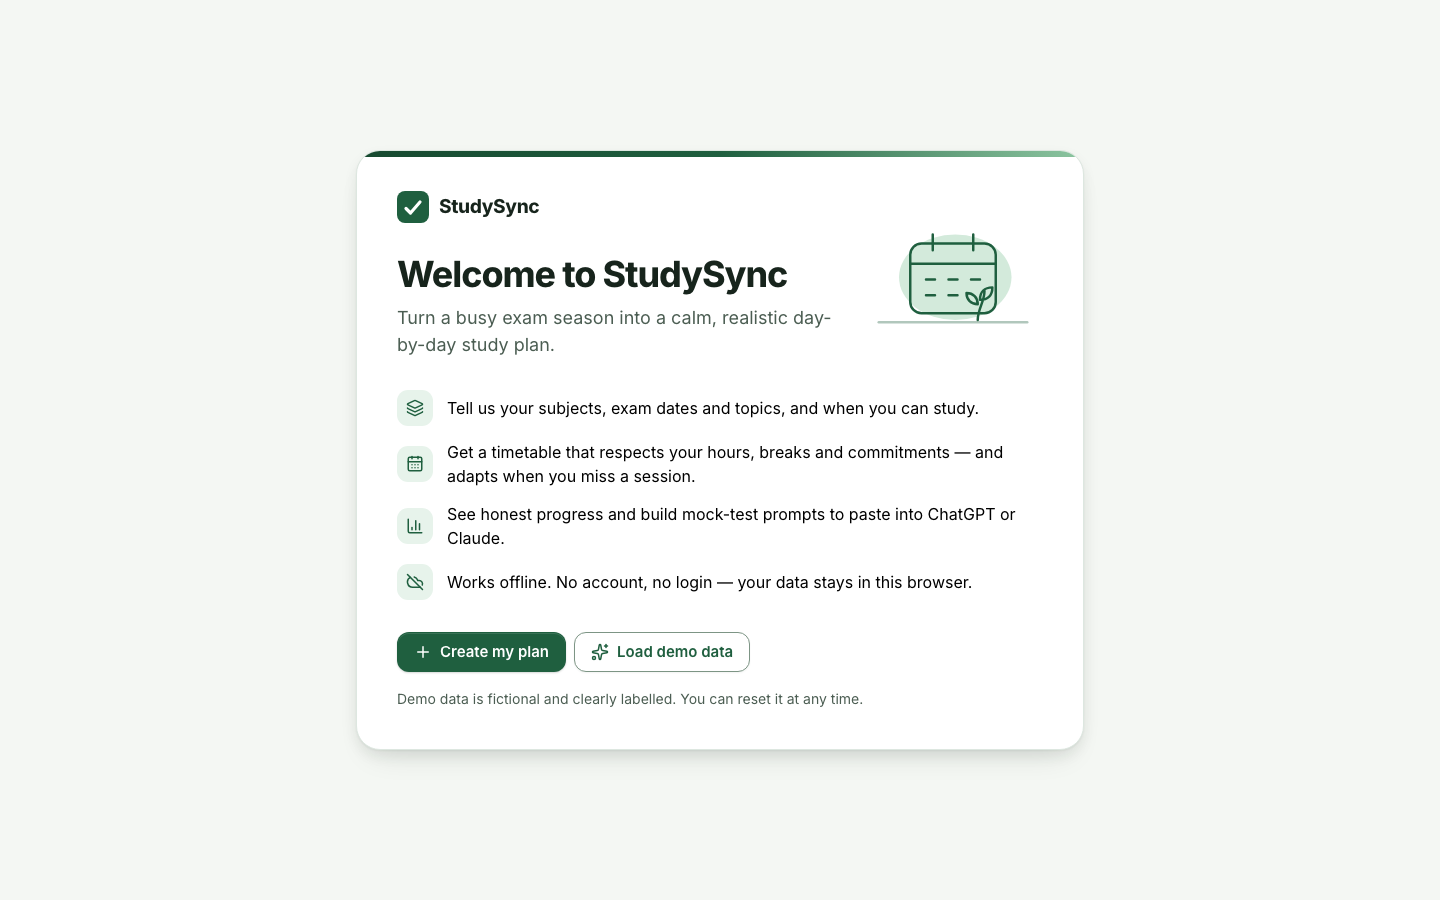 StudySync
Welcome to StudySync
Turn a busy exam season into a calm, realistic day-
by-day study plan.
Tell us your subjects, exam dates and topics, and when you can study.
Get a timetable that respects your hours, breaks and commitments — and
adapts when you miss a session.
See honest progress and build mock-test prompts to paste into ChatGPT or
Claude.
Works offline. No account, no login — your data stays in this browser.
Create my plan
Load demo data
Demo data is fictional and clearly labelled. You can reset it at any time.